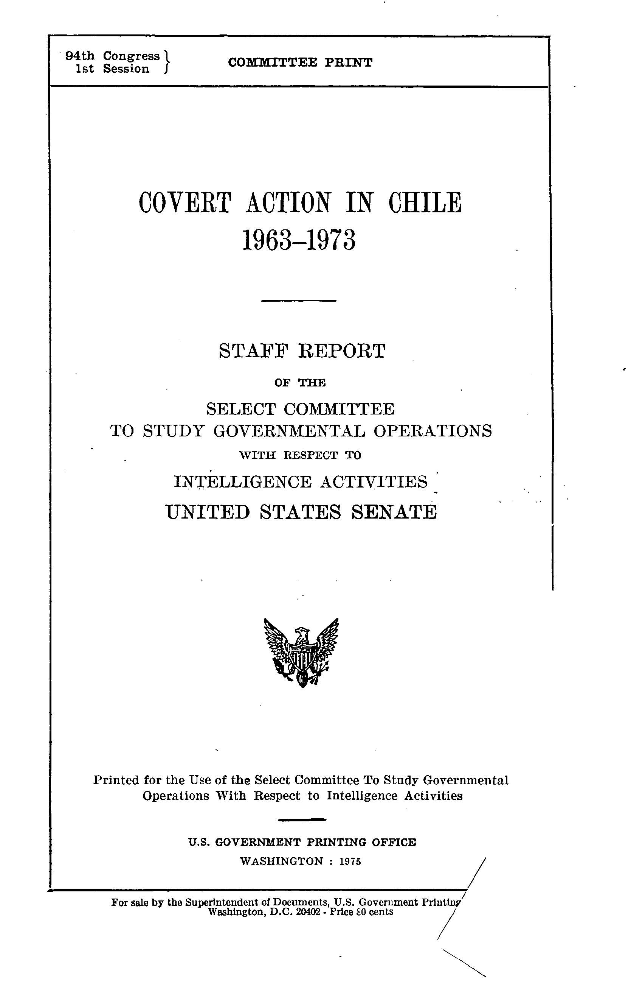 94th Congress
1st Session
COMMITTEE PRINT
COVERT ACTION IN CHILE
1963–1973
STAFF REPORT
OF THE
SELECT COMMITTEE
TO STUDY GOVERNMENTAL OPERATIONS
WITH RESPECT TO
INTELLIGENCE ACTIVITIES
UNITED STATES SENATE
Printed for the Use of the Select Committee To Study Governmental
Operations With Respect to Intelligence Activities
U.S. GOVERNMENT PRINTING OFFICE
WASHINGTON : 1975
For sale by the Superintendent of Documents, U.S. Government Printing
Washington, D.C. 20402 - Price cents